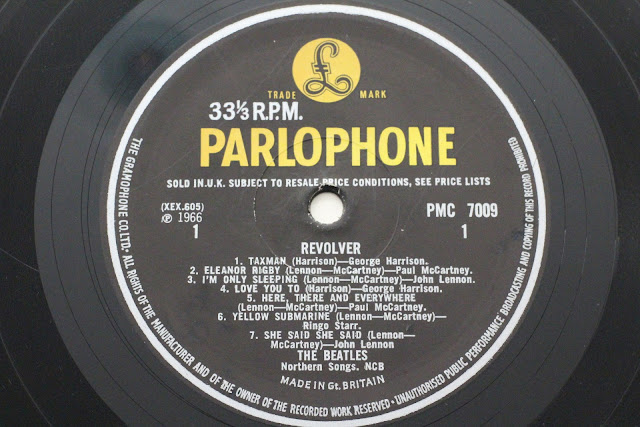 £
TRADE MARK
33⅓ R.P.M.
PARLOPHONE
SOLD IN U.K. SUBJECT TO RESALE PRICE CONDITIONS, SEE PRICE LISTS
(XEX.605) PMC 7009
℗ 1966
1 1
REVOLVER
1. TAXMAN (Harrison)—George Harrison.
2. ELEANOR RIGBY (Lennon—McCartney)—Paul McCartney.
3. I'M ONLY SLEEPING (Lennon—McCartney)—John Lennon.
4. LOVE YOU TO (Harrison)—George Harrison.
5. HERE, THERE AND EVERYWHERE
(Lennon—McCartney)—Paul McCartney.
6. YELLOW SUBMARINE (Lennon—McCartney)—
Ringo Starr.
7. SHE SAID SHE SAID (Lennon—
McCartney)—John Lennon
THE BEATLES
Northern Songs. NCB
MADE IN Gt. BRITAIN
THE GRAMOPHONE CO. LTD. ALL RIGHTS OF THE MANUFACTURER AND OF THE OWNER OF THE RECORDED WORK RESERVED · UNAUTHORISED PUBLIC PERFORMANCE BROADCASTING AND COPYING OF THIS RECORD PROHIBITED